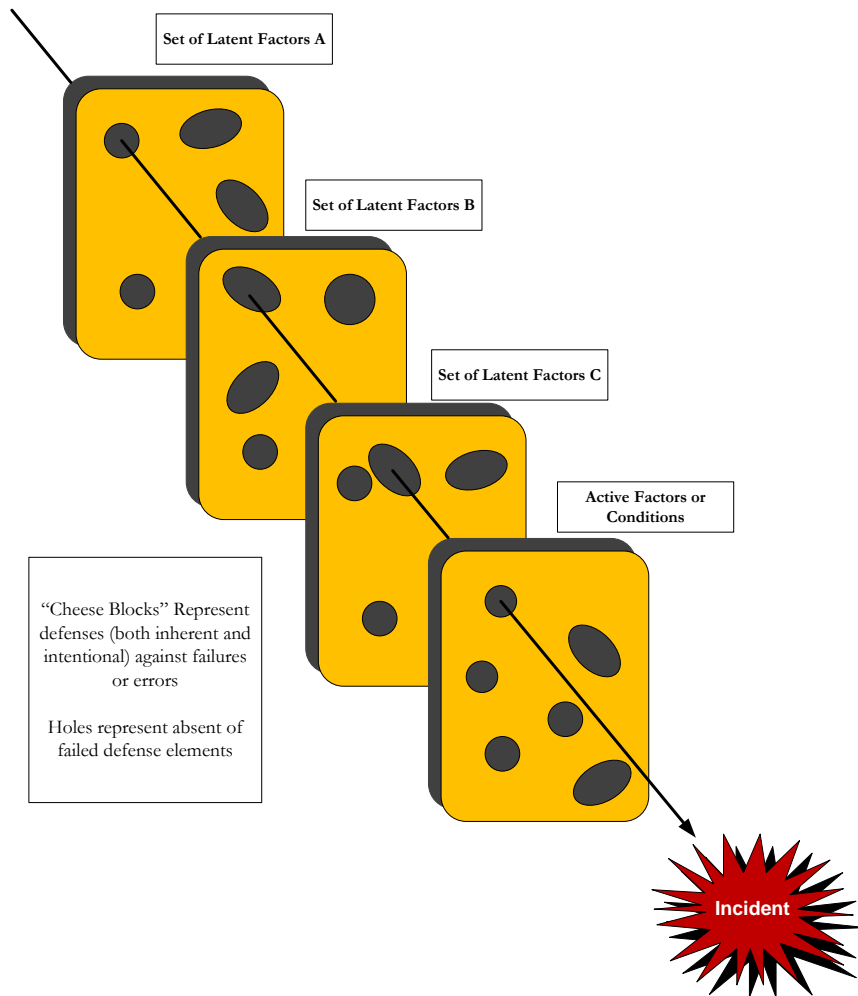 Set of Latent Factors A
Set of Latent Factors B
Set of Latent Factors C
Active Factors or
Conditions
“Cheese Blocks” Represent
defenses (both inherent and
intentional) against failures
or errors
Holes represent absent of
failed defense elements
Incident